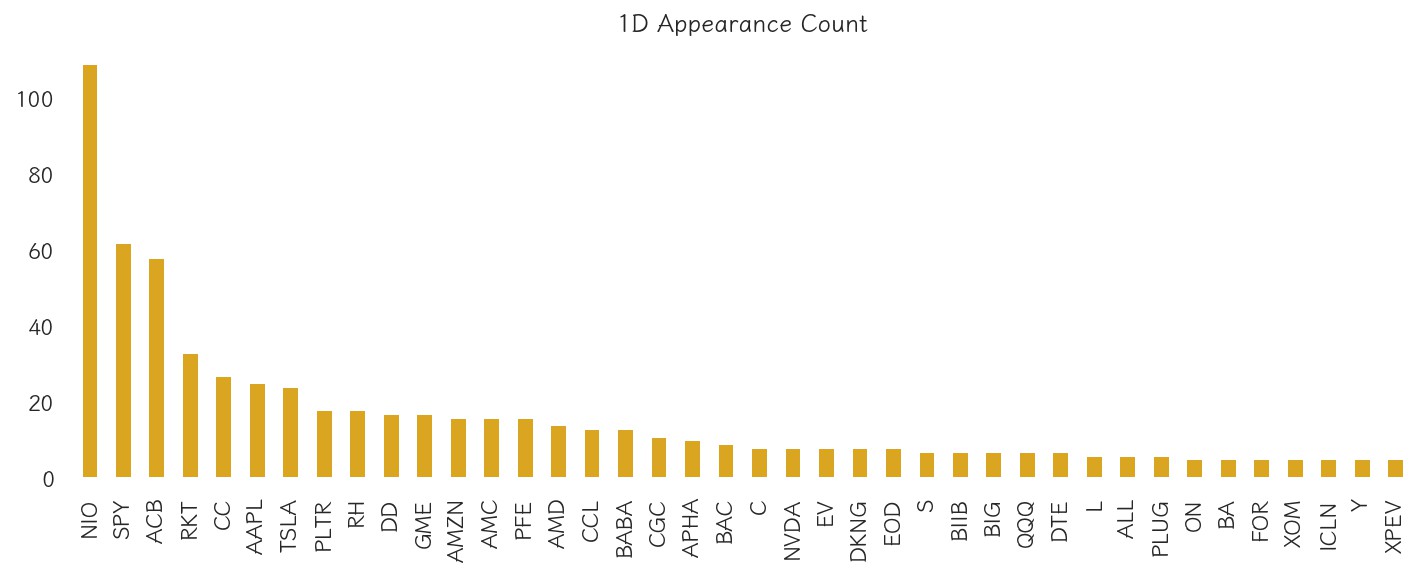 1D Appearance Count
100
80
60
40
20
0
NIO
SPY
ACB
RKT
CC
AAPL
TSLA
PLTR
RH
DD
GME
AMZN
AMC
PFE
AMD
CCL
BABA
CGC
APHA
BAC
C
NVDA
EV
DKNG
EOD
S
BIIB
BIG
QQQ
DTE
L
ALL
PLUG
ON
BA
FOR
XOM
ICLN
Y
XPEV